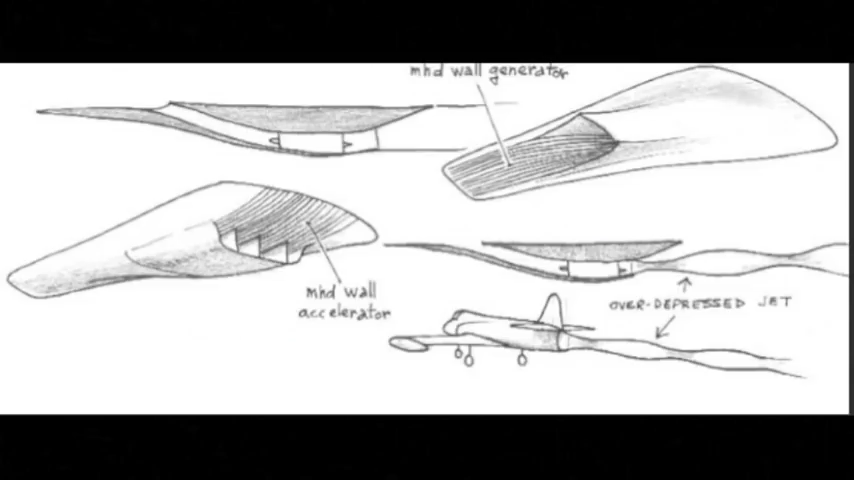 mhd wall generator
mhd wall
accelerator
OVER-DEPRESSED JET